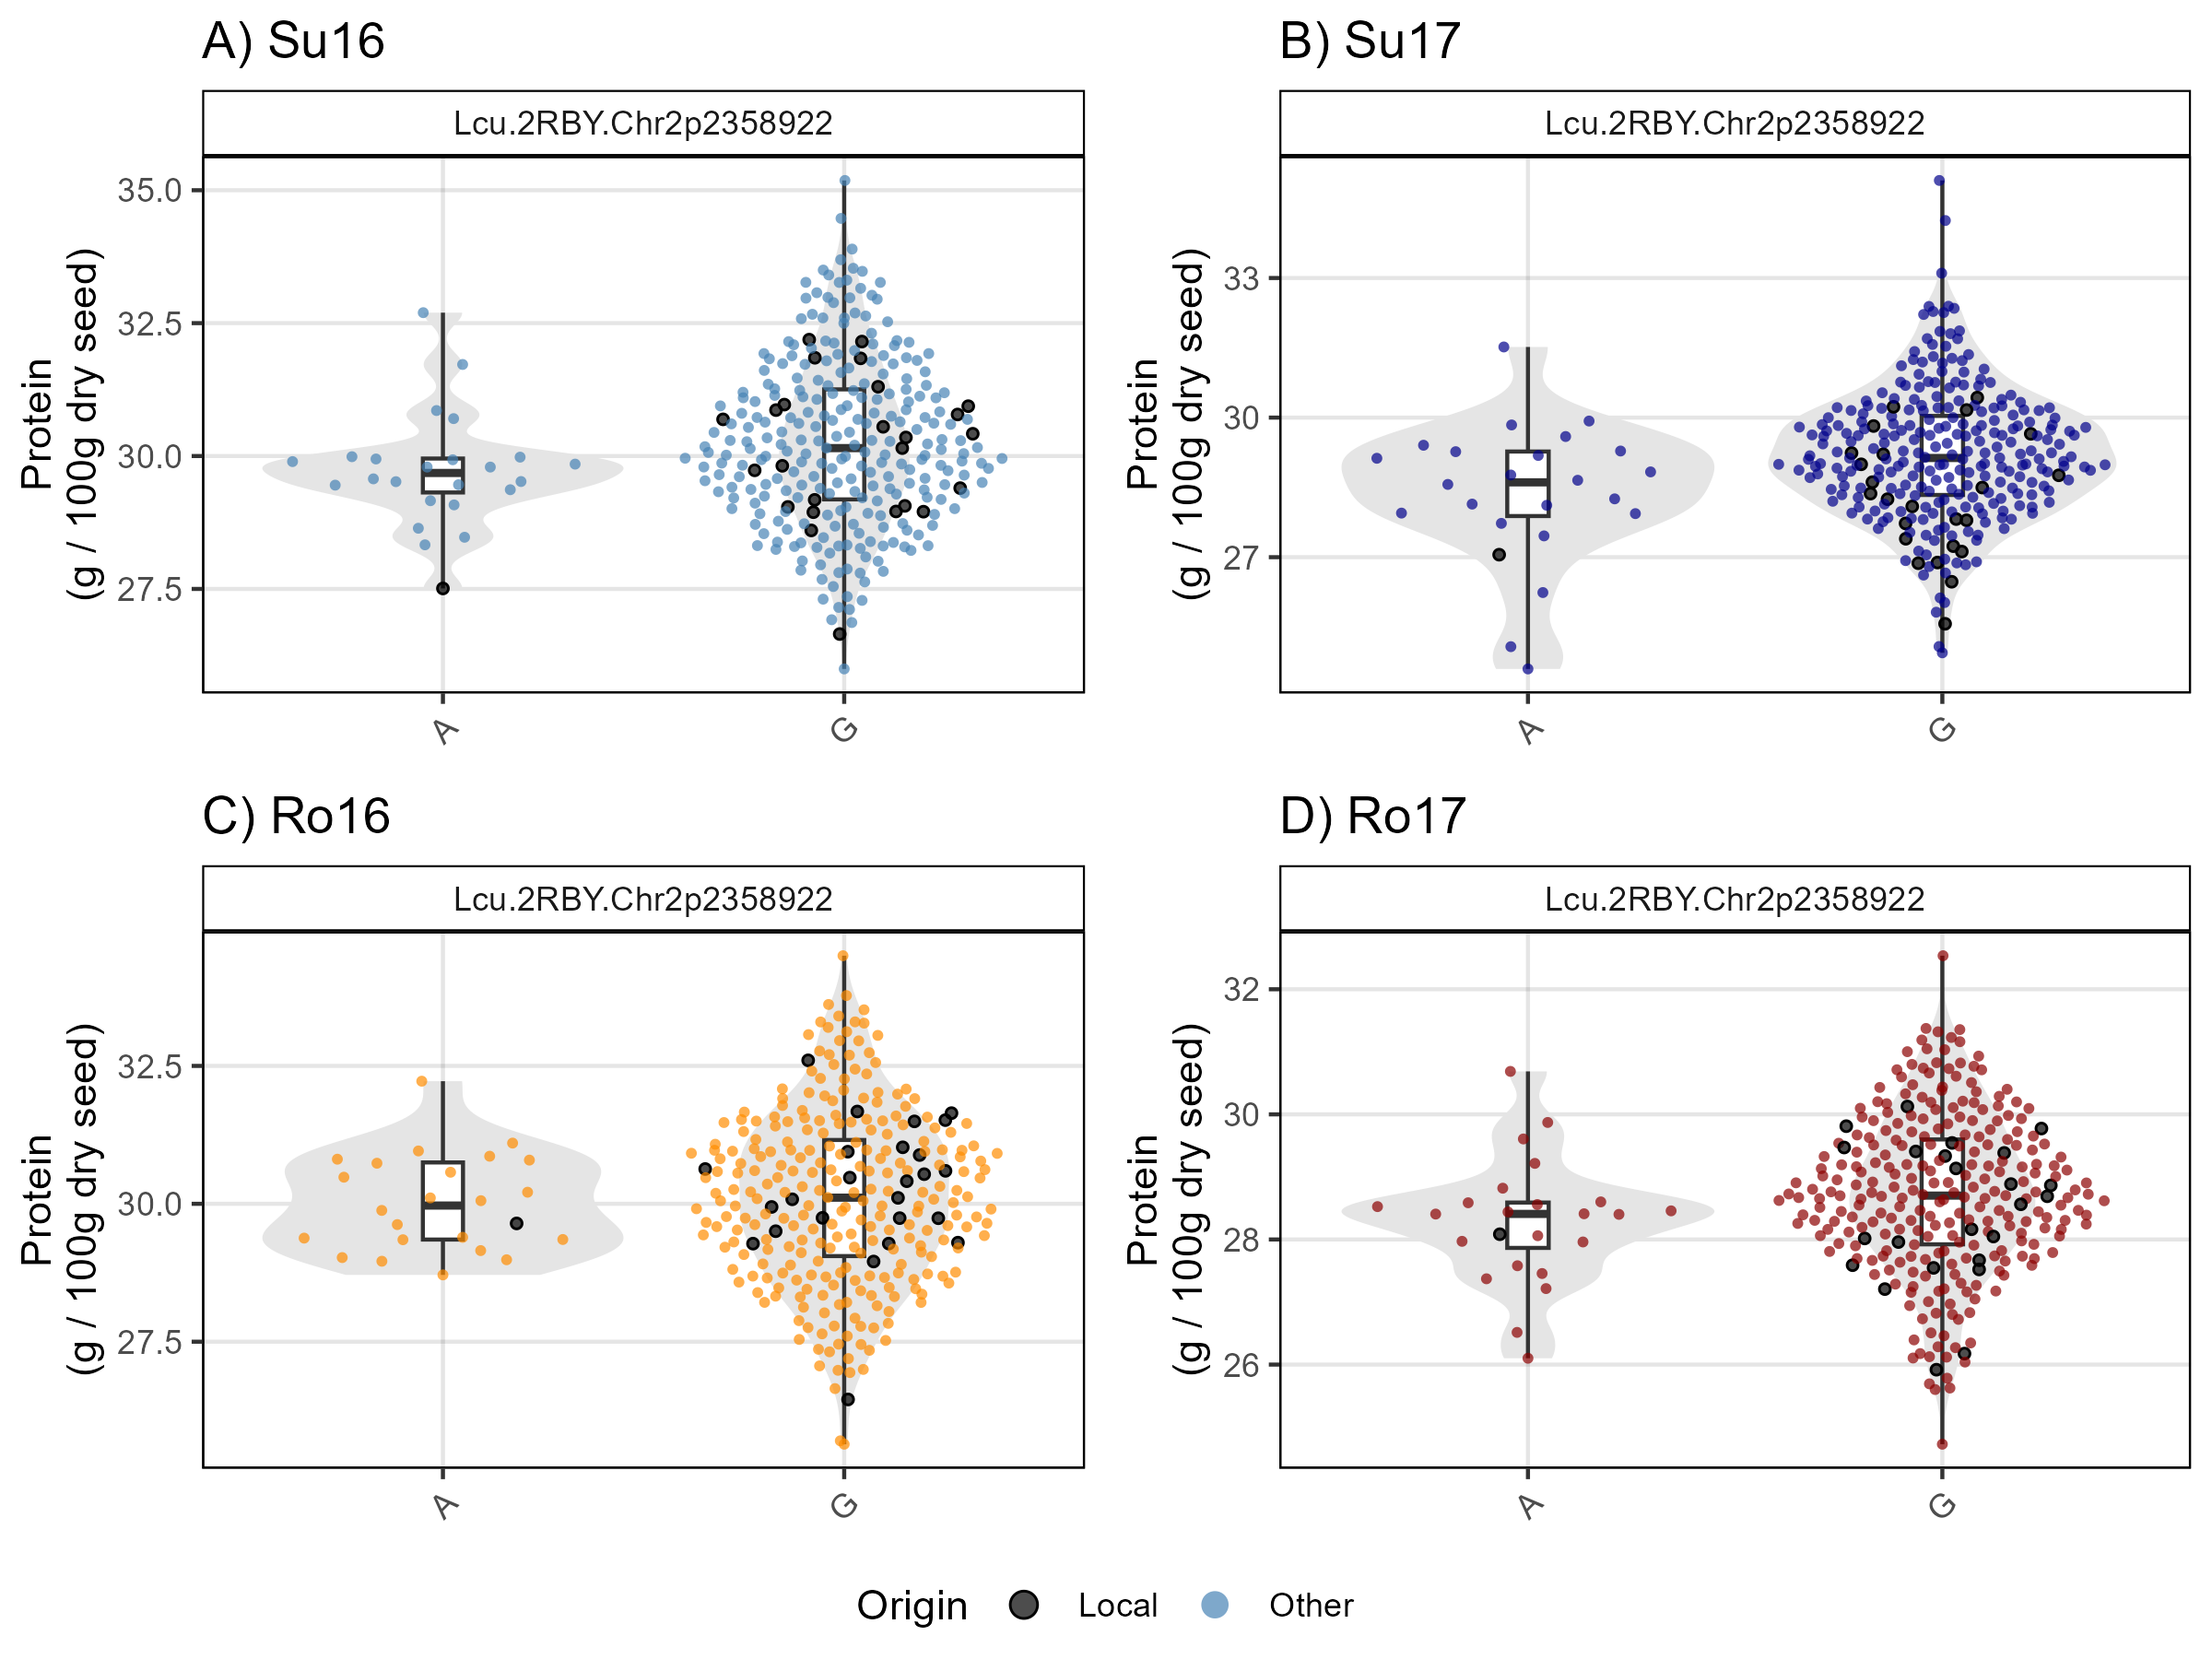 A) Su16
Lcu.2RBY.Chr2p2358922
Protein
(g / 100g dry seed)
35.0
32.5
30.0
27.5
A
G
B) Su17
Lcu.2RBY.Chr2p2358922
Protein
(g / 100g dry seed)
33
30
27
A
G
C) Ro16
Lcu.2RBY.Chr2p2358922
Protein
(g / 100g dry seed)
32.5
30.0
27.5
A
G
D) Ro17
Lcu.2RBY.Chr2p2358922
Protein
(g / 100g dry seed)
32
30
28
26
A
G
Origin Local Other